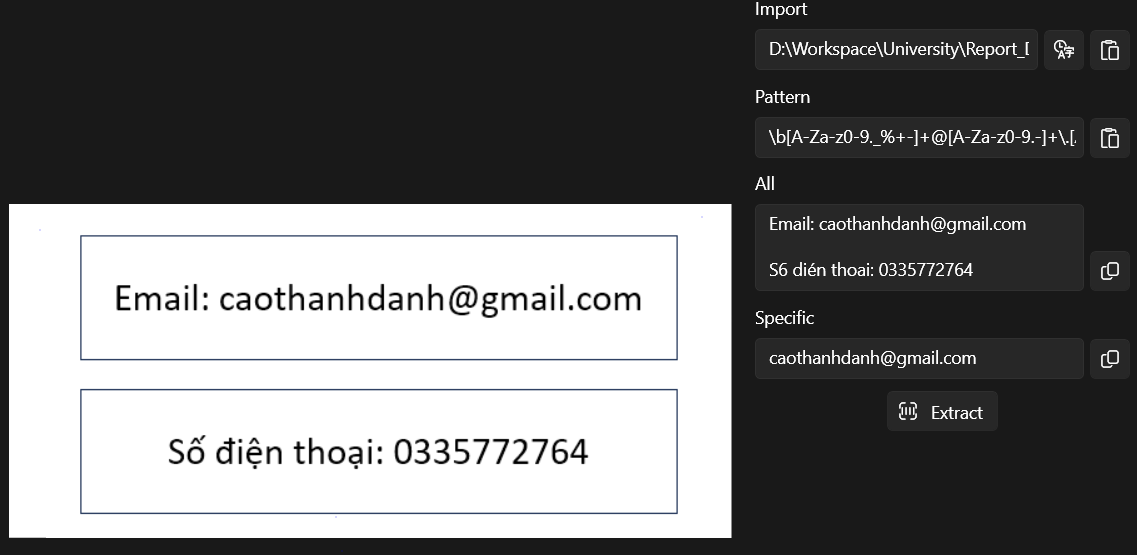 Import
D:\Workspace\University\Report_
Pattern
\b[A-Za-z0-9._%+-]+@[A-Za-z0-9.-]+\.[
All
Email: caothanhdanh@gmail.com
S6 dién thoai: 0335772764
Specific
caothanhdanh@gmail.com
Extract
Email: caothanhdanh@gmail.com
Số điện thoại: 0335772764